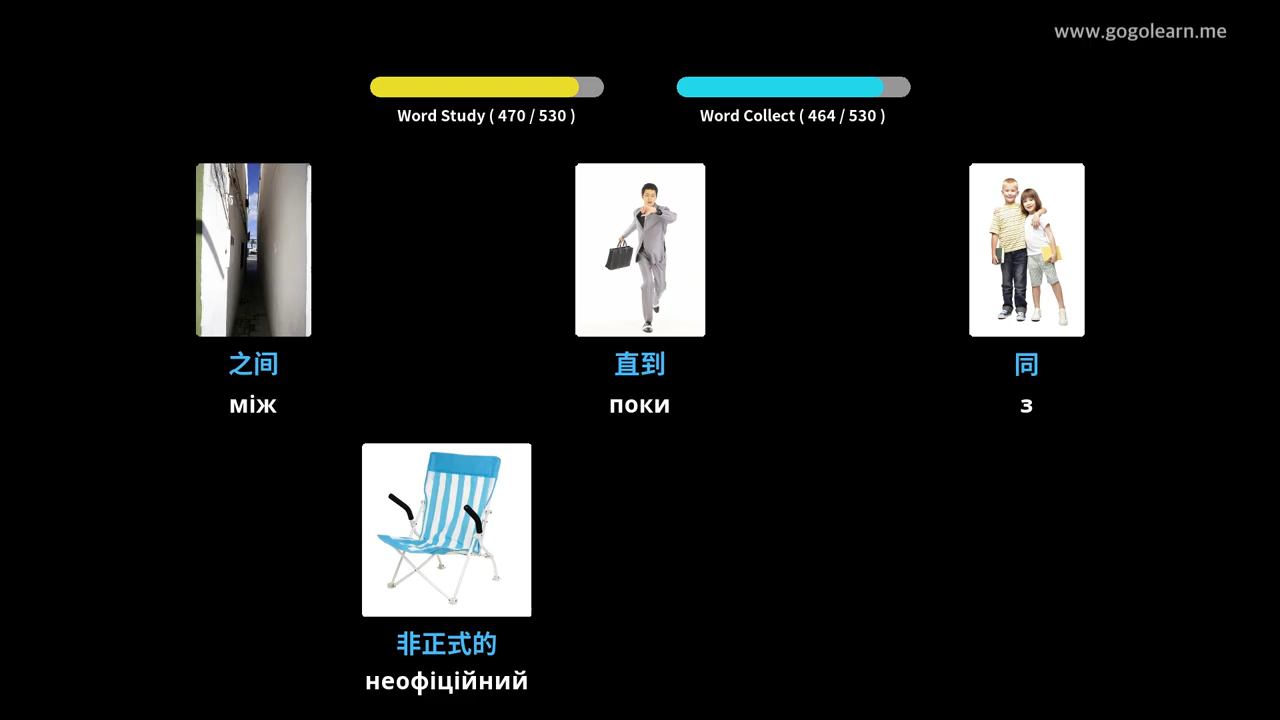 www.gogolearn.me
Word Study ( 470 / 530 )
Word Collect ( 464 / 530 )
之间
між
直到
поки
同
з
非正式的
неофіційний